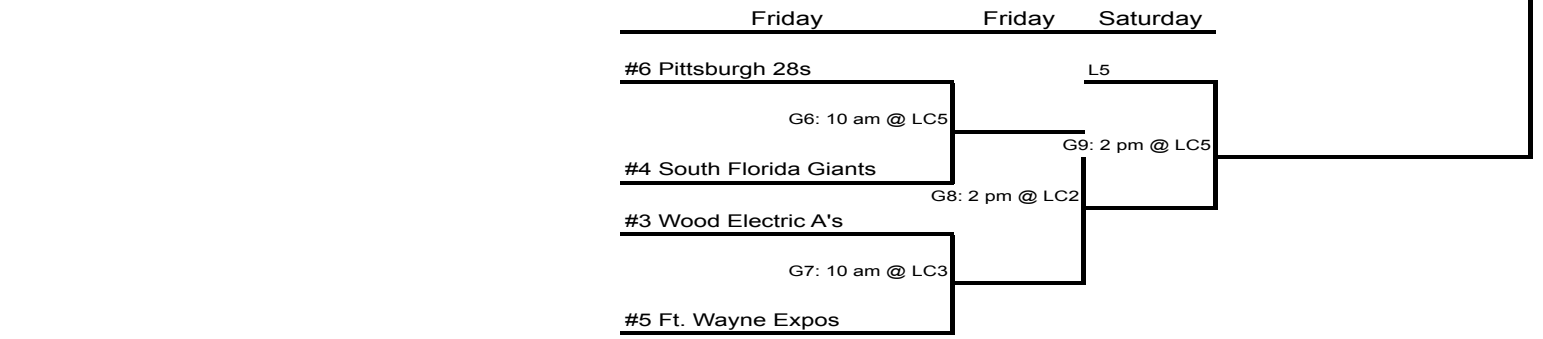 Friday Friday Saturday
#6 Pittsburgh 28s
L5
G6: 10 am @ LC5
G9: 2 pm @ LC5
#4 South Florida Giants
G8: 2 pm @ LC2
#3 Wood Electric A's
G7: 10 am @ LC3
#5 Ft. Wayne Expos